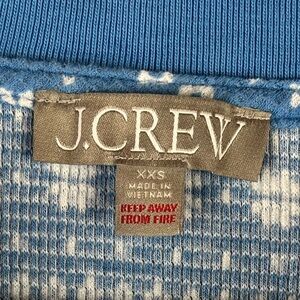 J.CREW
XXS
MADE IN
VIETNAM
KEEP AWAY
FROM FIRE